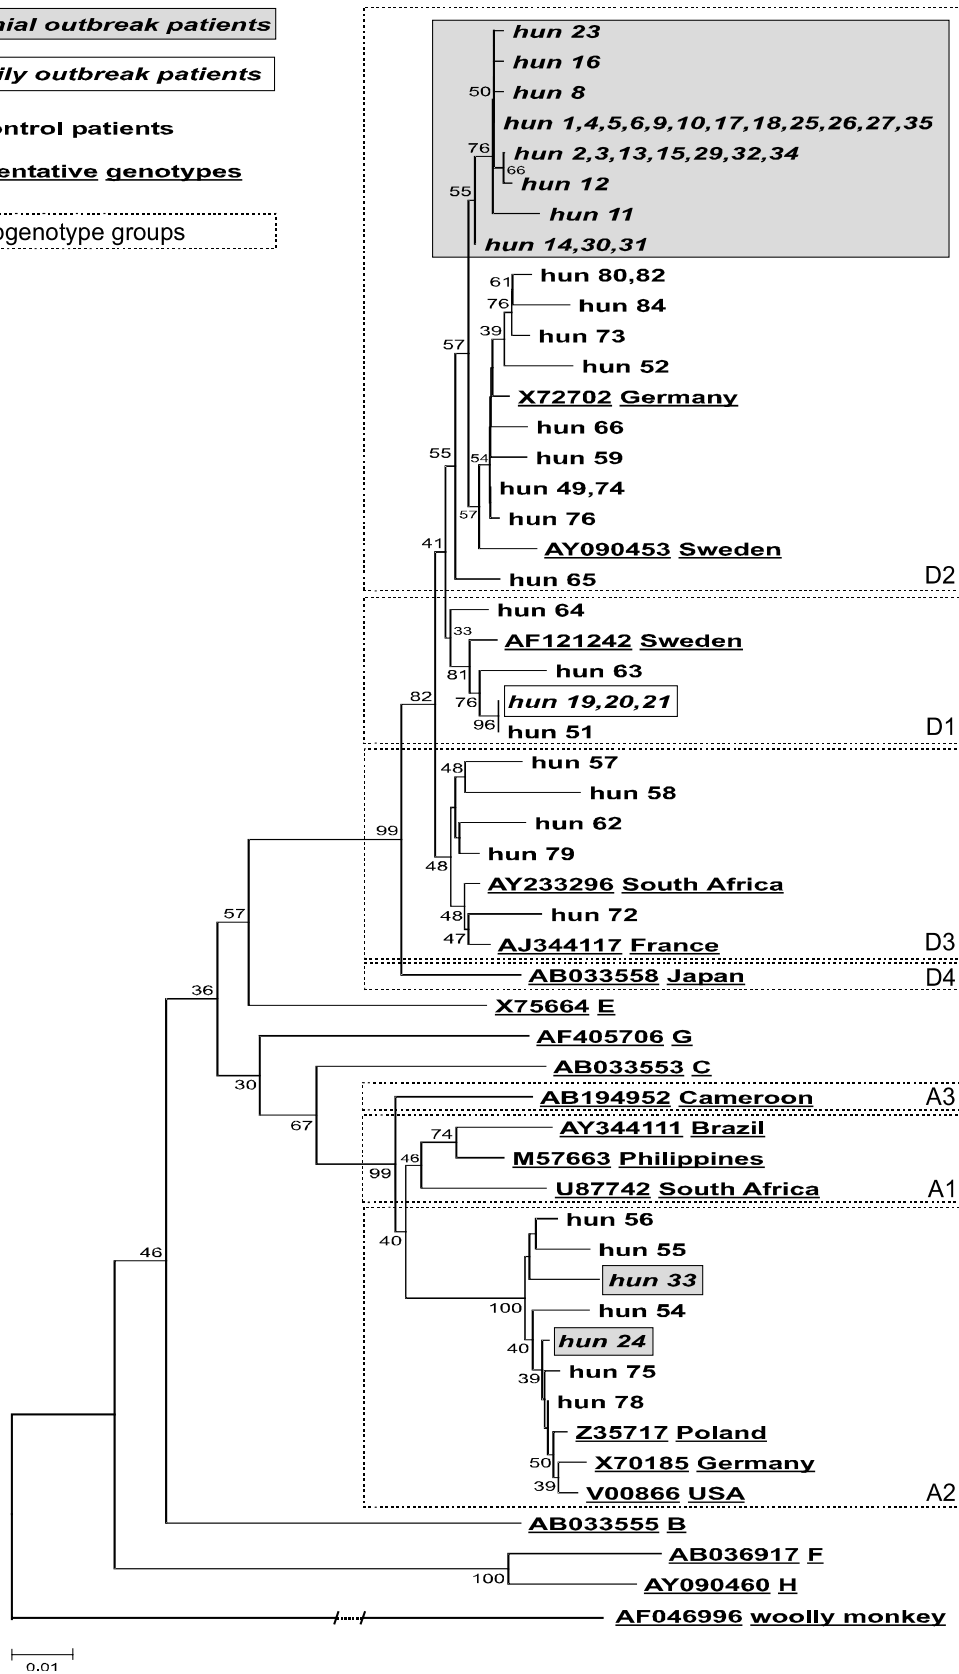 nial outbreak patients
ily outbreak patients
ntrol patients
entative genotypes
ogenotype groups
hun 23
hun 16
50
hun 8
hun 1,4,5,6,9,10,17,18,25,26,27,35
76
hun 2,3,13,15,29,32,34
66
hun 12
55
hun 11
hun 14,30,31
61
hun 80,82
76
hun 84
39
hun 73
57
hun 52
X72702 Germany
hun 66
55
54
hun 59
hun 49,74
57
hun 76
41
AY090453 Sweden
hun 65
D2
hun 64
33
AF121242 Sweden
81
hun 63
82
76
hun 19,20,21
96
hun 51
D1
48
hun 57
hun 58
hun 62
99
hun 79
48
AY233296 South Africa
48
hun 72
47
AJ344117 France
D3
AB033558 Japan
D4
57
36
X75664 E
AF405706 G
30
AB033553 C
AB194952 Cameroon
A3
67
74
AY344111 Brazil
46
M57663 Philippines
99
U87742 South Africa
A1
40
hun 56
hun 55
46
hun 33
100
hun 54
40
hun 24
39
hun 75
hun 78
Z35717 Poland
50
X70185 Germany
39
V00866 USA
A2
AB033555 B
AB036917 F
100
AY090460 H
AF046996 woolly monkey
0.01